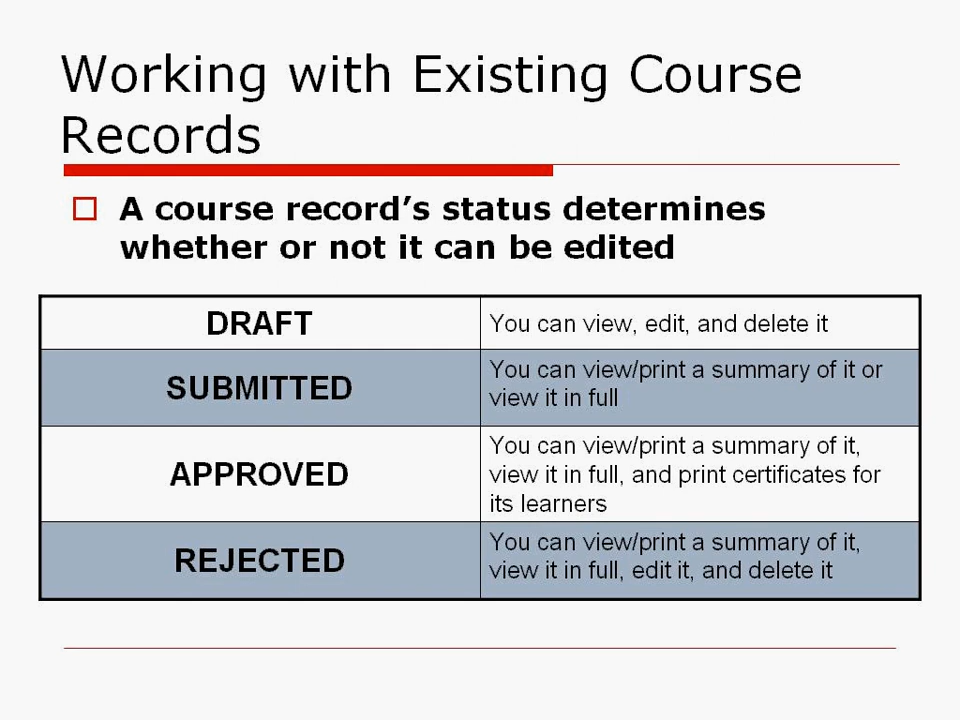 Working with Existing Course
Records
A course record’s status determines
whether or not it can be edited
DRAFT
You can view, edit, and delete it
SUBMITTED
You can view/print a summary of it or
view it in full
APPROVED
You can view/print a summary of it,
view it in full, and print certificates for
its learners
REJECTED
You can view/print a summary of it,
view it in full, edit it, and delete it